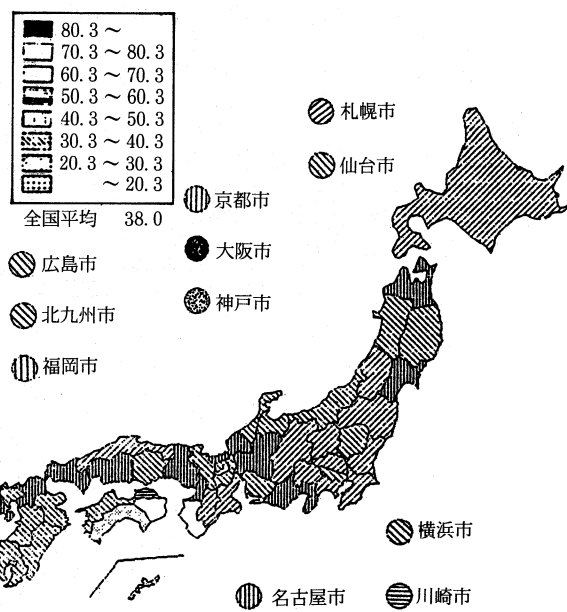 80.3～
70.3～80.3
60.3～70.3
50.3～60.3
40.3～50.3
30.3～40.3
20.3～30.3
～20.3
全国平均 38.0
札幌市
仙台市
京都市
大阪市
神戸市
広島市
北九州市
福岡市
横浜市
名古屋市
川崎市